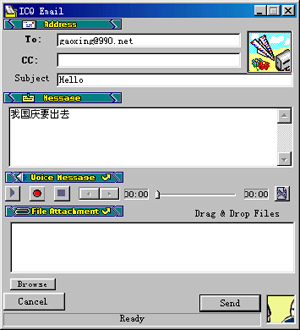 ICQ Email
Address
To: gaoxing@990.net
CC:
Subject Hello
Message
我国庆要出去
Voice Message
00:00 00:00
File Attachment Drag & Drop Files
Browse
Cancel Send
Ready